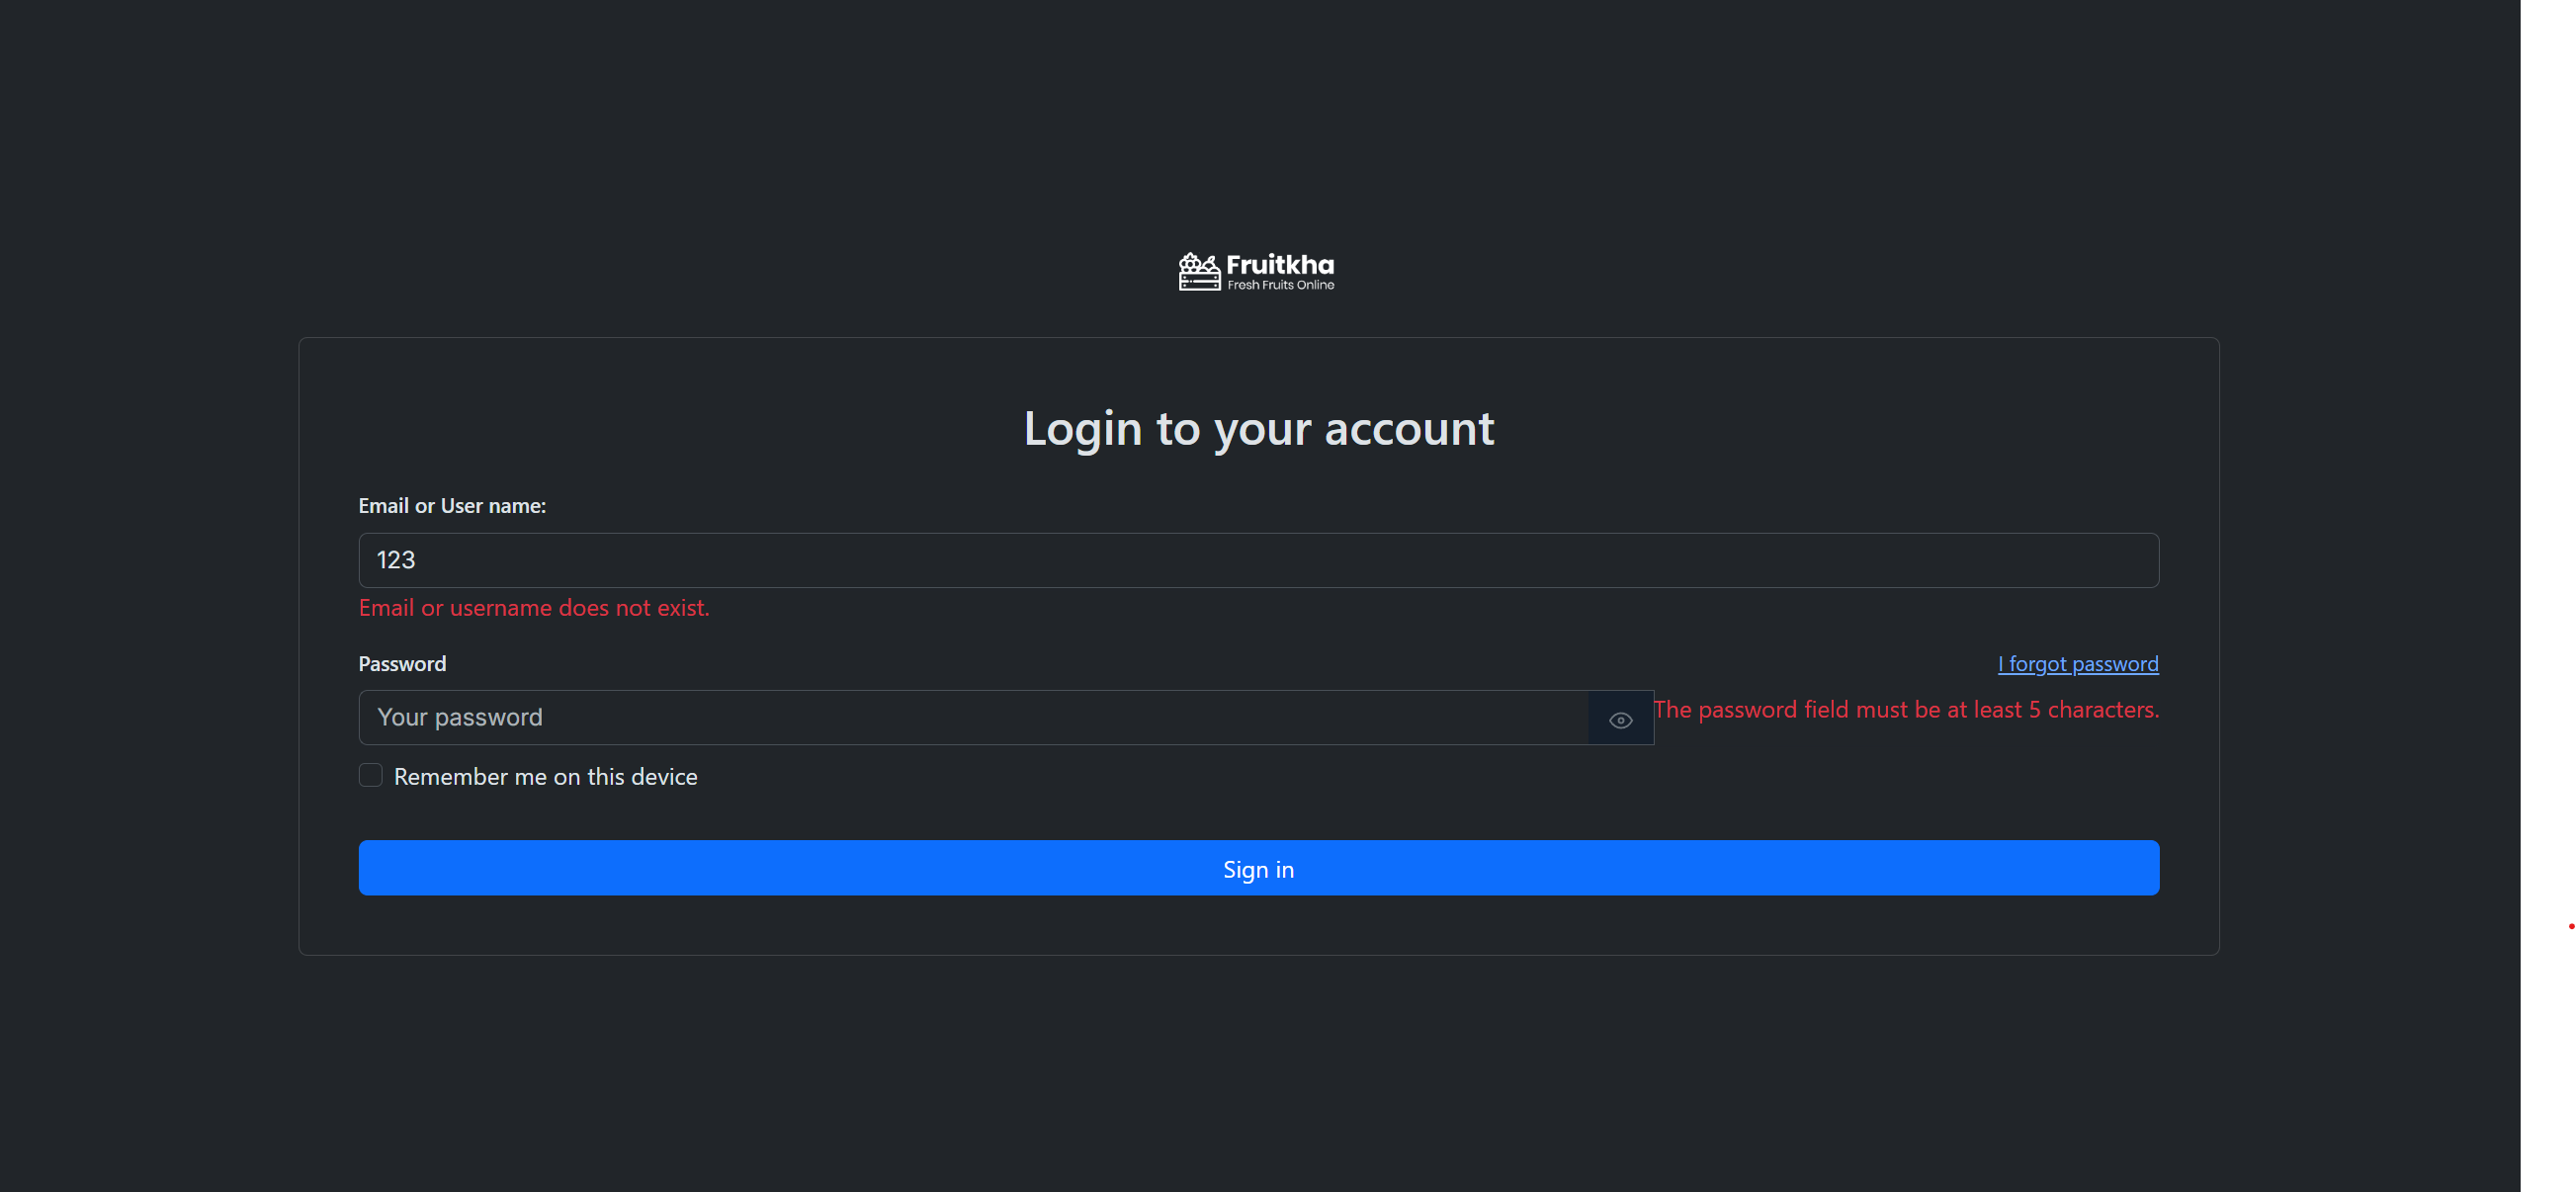 Fruitkha
Fresh Fruits Online
Login to your account
Email or User name:
123
Email or username does not exist.
Password
I forgot password
Your password
The password field must be at least 5 characters.
Remember me on this device
Sign in